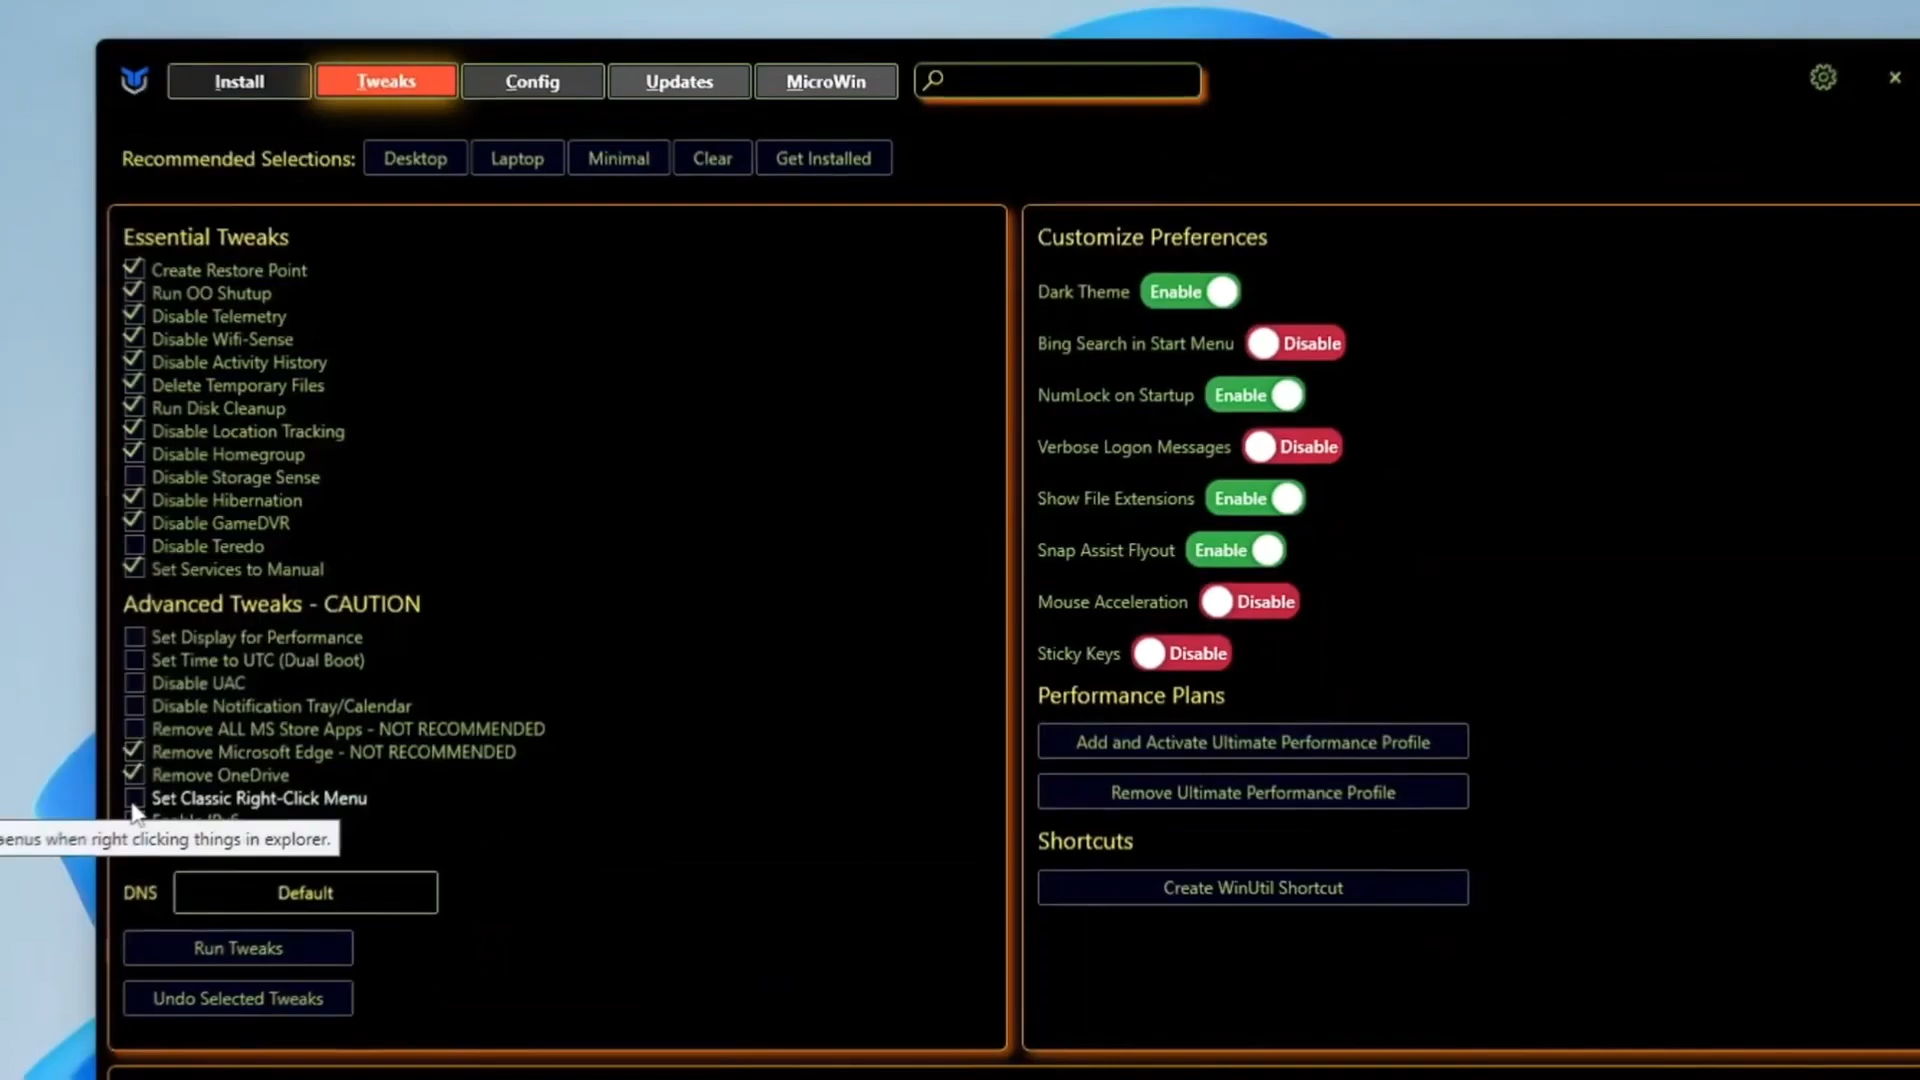 Install
Tweaks
Config
Updates
MicroWin
Recommended Selections:
Desktop
Laptop
Minimal
Clear
Get Installed
Essential Tweaks
Create Restore Point
Run OO Shutup
Disable Telemetry
Disable Wifi-Sense
Disable Activity History
Delete Temporary Files
Run Disk Cleanup
Disable Location Tracking
Disable Homegroup
Disable Storage Sense
Disable Hibernation
Disable GameDVR
Disable Teredo
Set Services to Manual
Advanced Tweaks - CAUTION
Set Display for Performance
Set Time to UTC (Dual Boot)
Disable UAC
Disable Notification Tray/Calendar
Remove ALL MS Store Apps - NOT RECOMMENDED
Remove Microsoft Edge - NOT RECOMMENDED
Remove OneDrive
Set Classic Right-Click Menu
when right clicking things in explorer.
DNS
Default
Run Tweaks
Undo Selected Tweaks
Customize Preferences
Dark Theme Enable
Bing Search in Start Menu Disable
NumLock on Startup Enable
Verbose Logon Messages Disable
Show File Extensions Enable
Snap Assist Flyout Enable
Mouse Acceleration Disable
Sticky Keys Disable
Performance Plans
Add and Activate Ultimate Performance Profile
Remove Ultimate Performance Profile
Shortcuts
Create WinUtil Shortcut